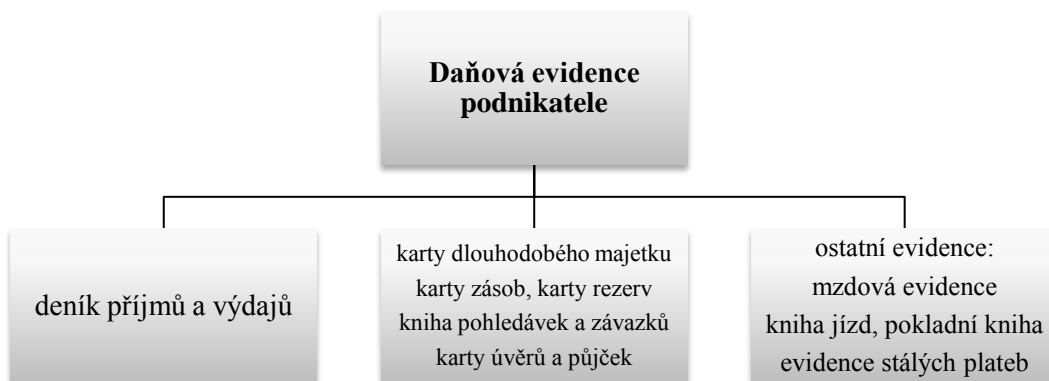 Daňová evidence
podnikatele
deník příjmů a výdajů
karty dlouhodobého majetku
karty zásob, karty rezerv
kniha pohledávek a závazků
karty úvěrů a půjček
ostatní evidence:
mzdová evidence
kniha jízd, pokladní kniha
evidence stálých plateb